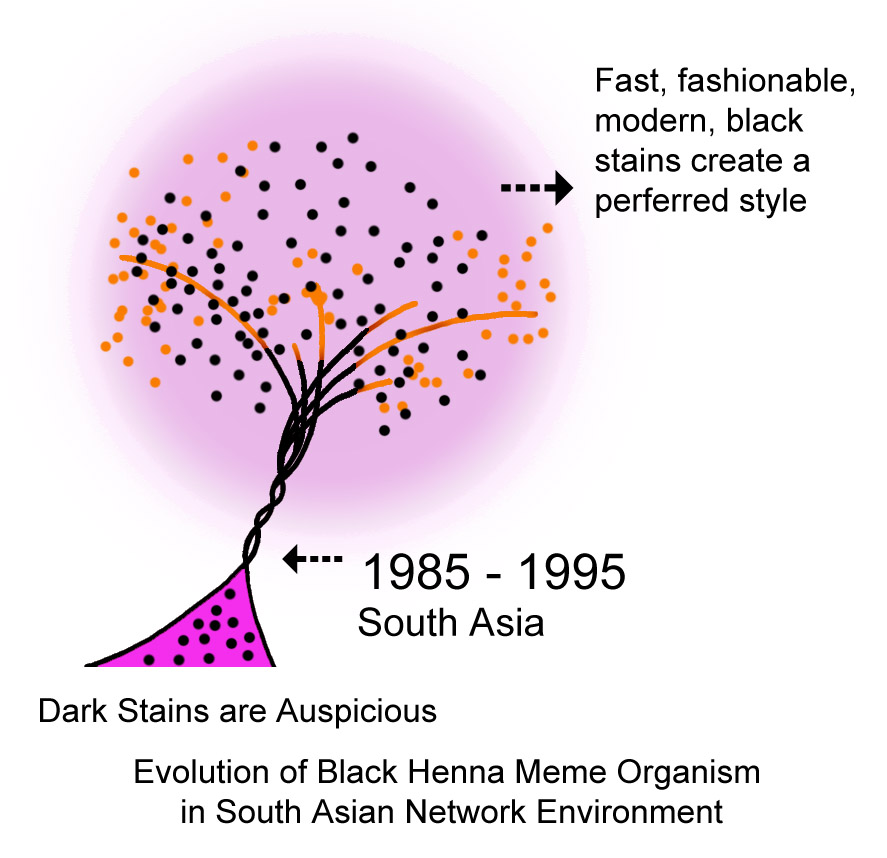 Fast, fashionable,
modern, black
stains create a
perferred style
1985 - 1995
South Asia
Dark Stains are Auspicious
Evolution of Black Henna Meme Organism
in South Asian Network Environment